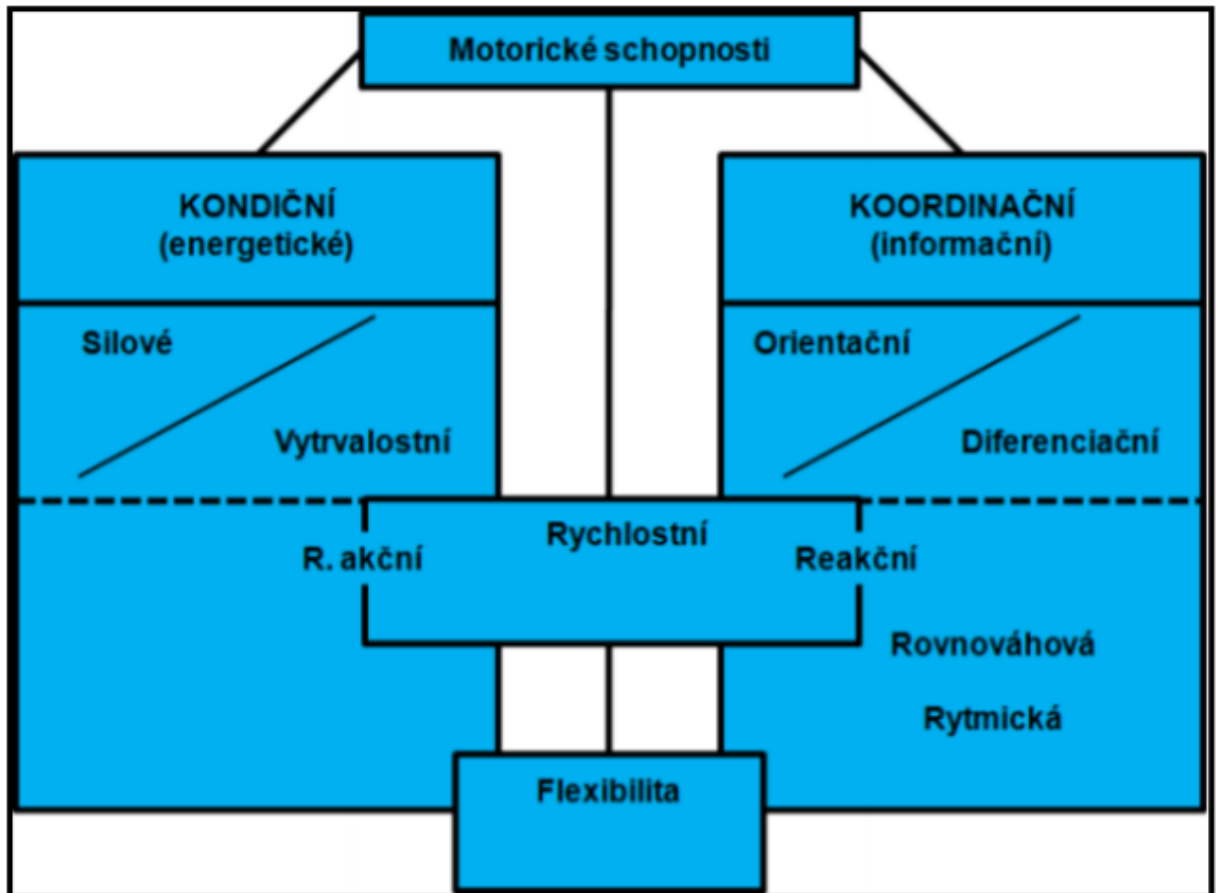 Motorické schopnosti
KONDIČNÍ
(energetické)
KOORDINAČNÍ
(informační)
Silové
Vytrvalostní
Orientační
Diferenciační
Rychlostní
R. akční
Reakční
Rovnováhová
Rytmická
Flexibilita